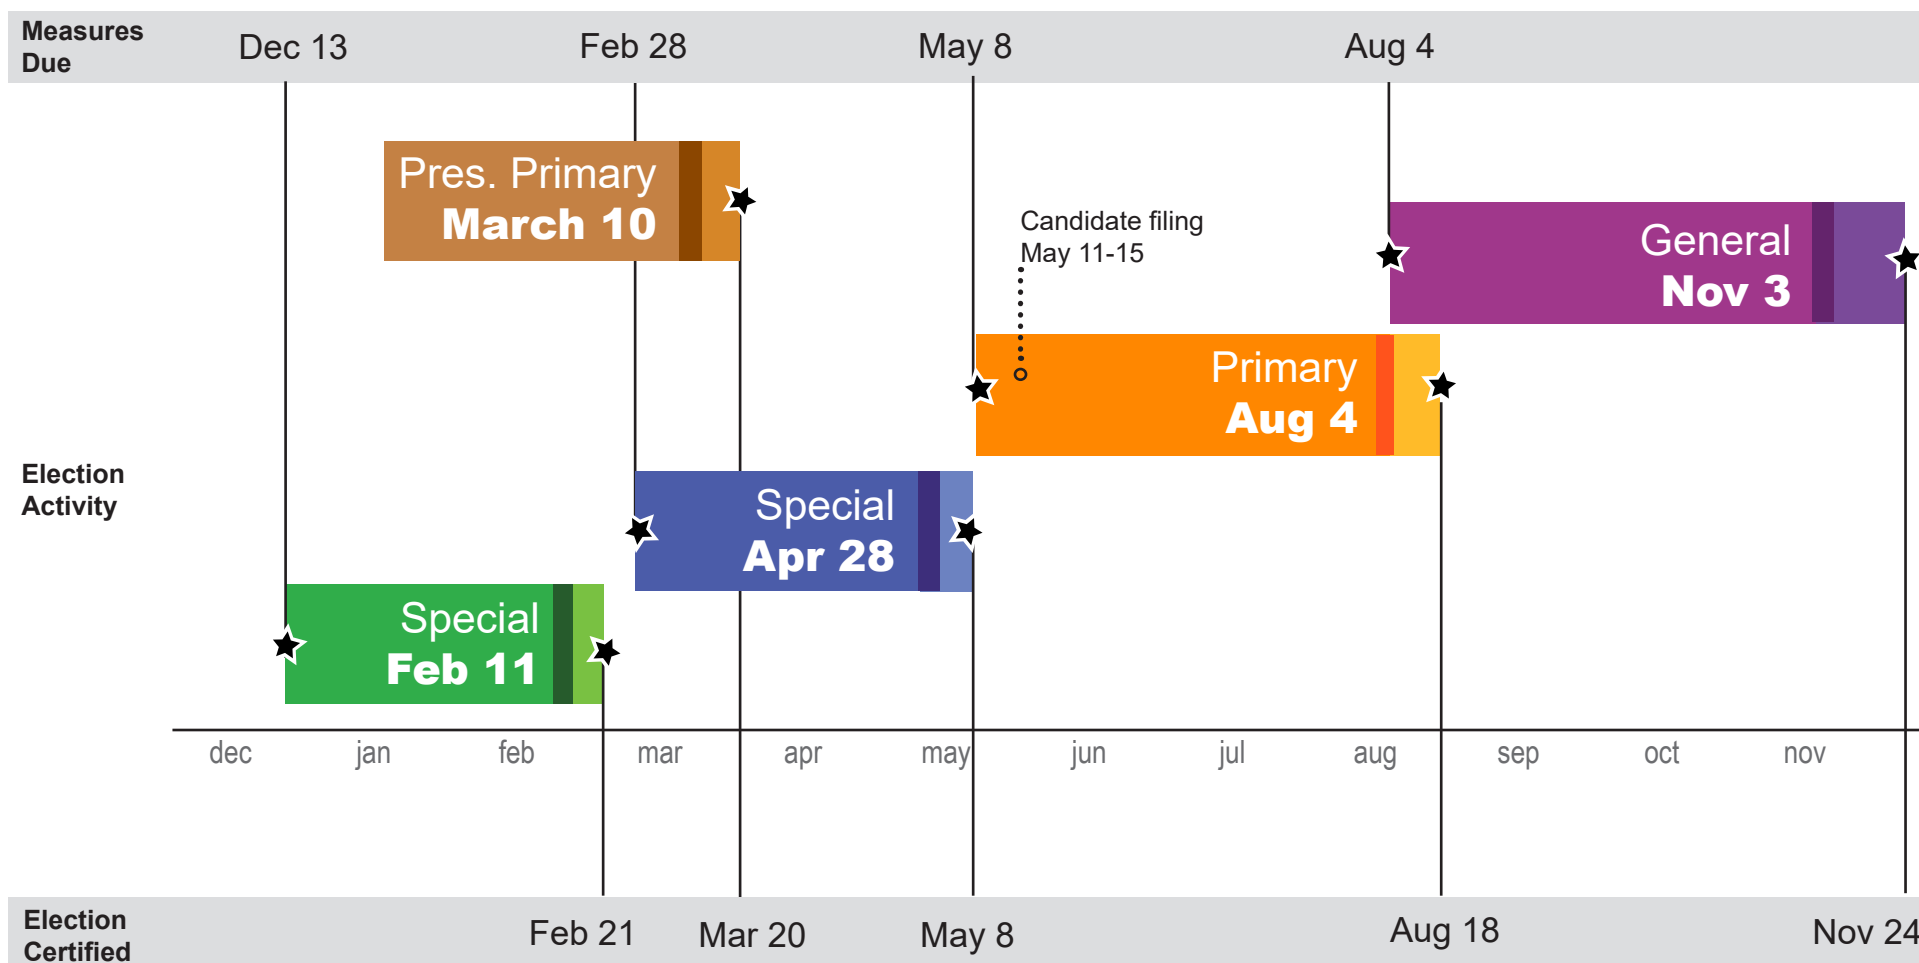 Measures
Due
Dec 13
Feb 28
May 8
Aug 4
Pres. Primary
March 10
Candidate filing
May 11-15
General
Nov 3
Primary
Aug 4
Election
Activity
Special
Apr 28
Special
Feb 11
dec jan feb mar apr may jun jul aug sep oct nov
Election
Certified
Feb 21
Mar 20
May 8
Aug 18
Nov 24